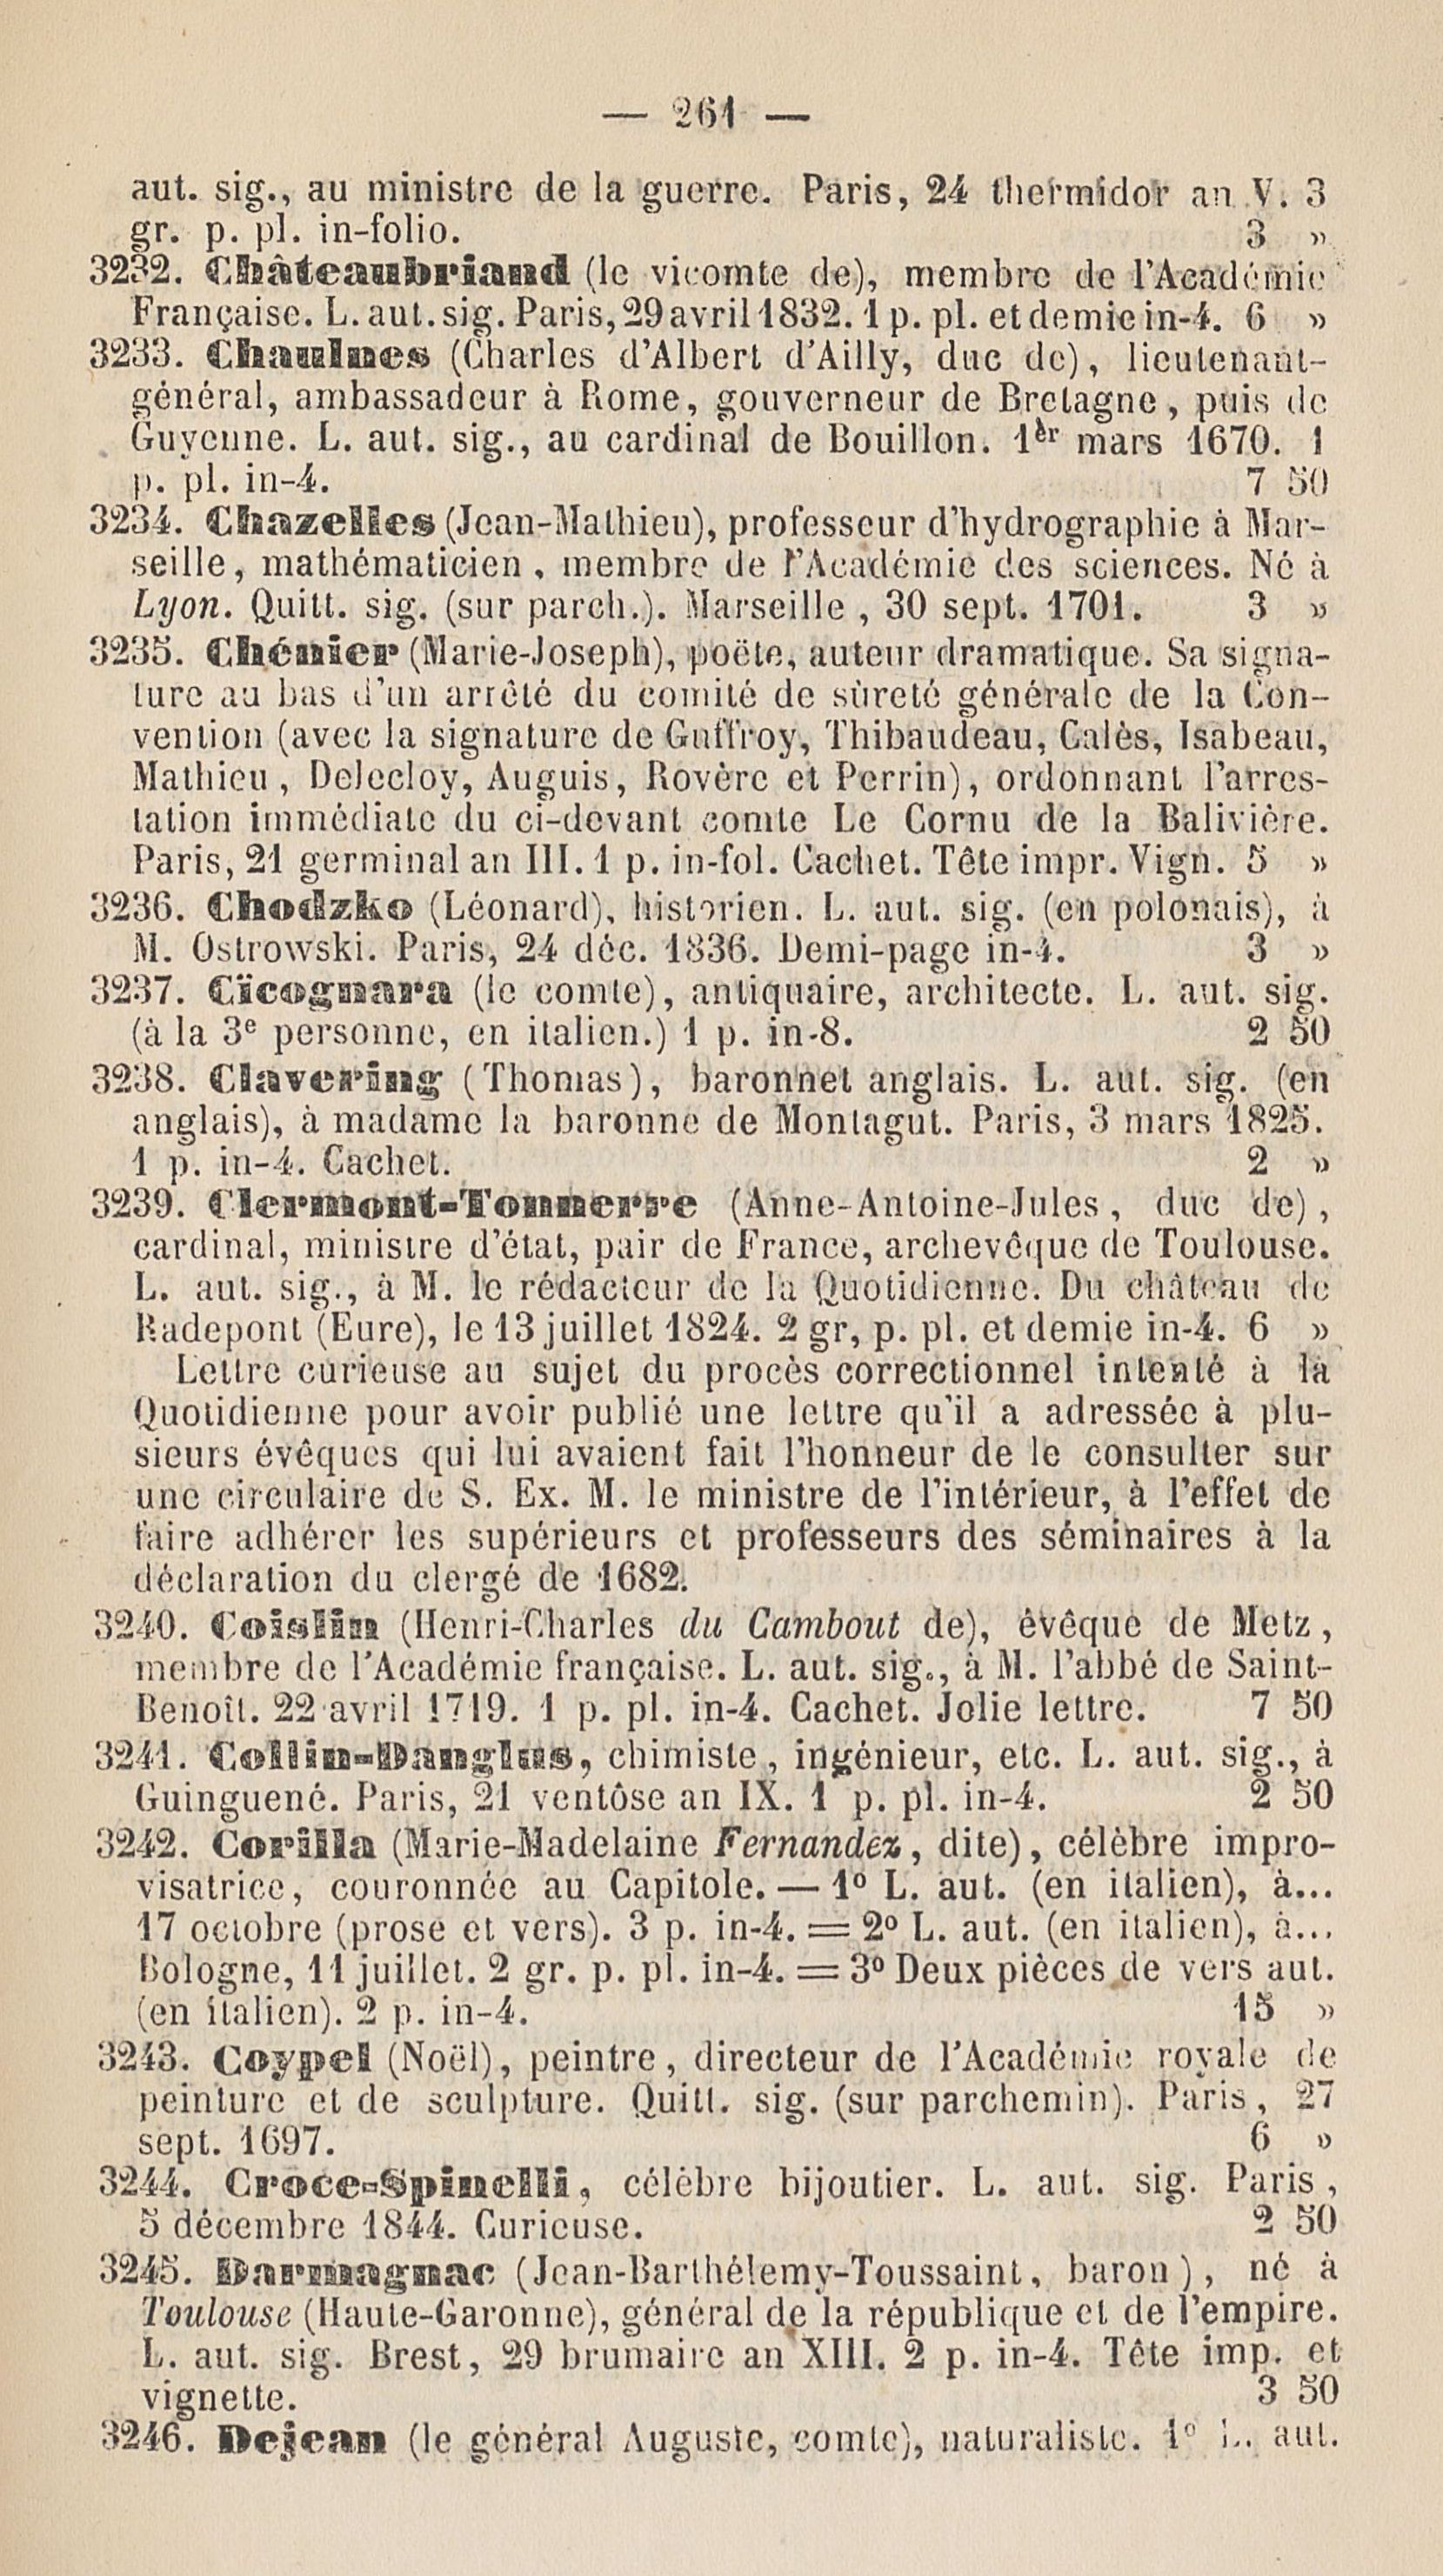 — 261 —
aut. sig., au ministre de la guerre. Paris, 24 thermidor an V. 3
gr. p. pl. in-folio. 3 »
3232. Châteaubriand (le vicomte de), membre de l'Académie
Française. L. aut. sig. Paris, 29 avril 1832. 1 p. pl. et demie in-4. 6 »
3233. Chaulnes (Charles d'Albert d'Ailly, duc de), lieutenant-
général, ambassadeur à Rome, gouverneur de Bretagne, puis de
Guyenne. L. aut. sig., au cardinal de Bouillon. 1èr mars 1670. 1
p. pl. in-4. 7 50
3234. Chazelles (Jean-Mathieu), professeur d'hydrographie à Mar-
seille, mathématicien, membre de l'Académie des sciences. Né à
Lyon. Quitt. sig. (sur parch.). Marseille, 30 sept. 1701. 3 »
3235. Chénier (Marie-Joseph), poëte, auteur dramatique. Sa signa-
ture au bas d'un arrêté du comité de sûreté générale de la Con-
vention (avec la signature de Guffroy, Thibaudeau, Calès, Isabeau,
Mathieu, Delecloy, Auguis, Rovère et Perrin), ordonnant l'arres-
tation immédiate du ci-devant comte Le Cornu de la Balivière.
Paris, 21 germinal an III. 1 p. in-fol. Cachet. Tête impr. Vign. 5 »
3236. Chodzko (Léonard), historien. L. aut. sig. (en polonais), à
M. Ostrowski. Paris, 24 déc. 1836. Demi-page in-4. 3 »
3237. Cïcognara (le comte), antiquaire, architecte. L. aut. sig.
(à la 3e personne, en italien.) 1 p. in-8. 2 50
3238. Clavering (Thomas), baronnet anglais. L. aut. sig. (en
anglais), à madame la baronne de Montagut. Paris, 3 mars 1825.
1 p. in-4. Cachet. 2 »
3239. Clermont-Tonnerre (Anne-Antoine-Jules, duc de),
cardinal, ministre d'état, pair de France, archevêque de Toulouse.
L. aut. sig., à M. le rédacteur de la Quotidienne. Du château de
Radepont (Eure), le 13 juillet 1824. 2 gr, p. pl. et demie in-4. 6 »
Lettre curieuse au sujet du procès correctionnel intenté à la
Quotidienne pour avoir publié une lettre qu'il a adressée à plu-
sieurs évêques qui lui avaient fait l'honneur de le consulter sur
une circulaire de S. Ex. M. le ministre de l'intérieur, à l'effet de
faire adhérer les supérieurs et professeurs des séminaires à la
déclaration du clergé de 1682.
3240. Coislin (Henri-Charles du Cambout de), évêque de Metz,
membre de l'Académie française. L. aut. sig., à M. l'abbé de Saint-
Benoît. 22 avril 1719. 1 p. pl. in-4. Cachet. Jolie lettre. 7 50
3241. Collin-Danglus, chimiste, ingénieur, etc. L. aut. sig., à
Guinguené. Paris, 21 ventôse an IX. 1 p. pl. in-4. 2 50
3242. Corilla (Marie-Madelaine Fernandez, dite), célèbre impro-
visatrice, couronnée au Capitole. — 1o L. aut. (en italien), à...
17 octobre (prose et vers). 3 p. in-4. = 2o L. aut. (en italien), à...
Bologne, 11 juillet. 2 gr. p. pl. in-4. = 3o Deux pièces de vers aut.
(en italien). 2 p. in-4. 15 »
3243. Coypel (Noël), peintre, directeur de l'Académie royale de
peinture et de sculpture. Quitt. sig. (sur parchemin). Paris, 27
sept. 1697. 6 »
3244. Croce-Spinelli, célèbre bijoutier. L. aut. sig. Paris,
5 décembre 1844. Curieuse. 2 50
3245. Darmagnac (Jean-Barthélemy-Toussaint, baron), né à
Toulouse (Haute-Garonne), général de la république et de l'empire.
L. aut. sig. Brest, 29 brumaire an XIII. 2 p. in-4. Tête imp. et
vignette. 3 50
3246. Dejean (le général Auguste, comte), naturaliste. 1o L. aut.